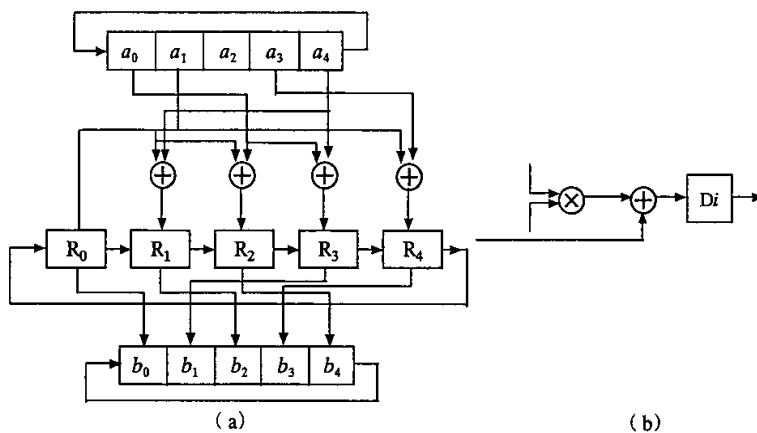 a₀ a₁ a₂ a₃ a₄
R₀ R₁ R₂ R₃ R₄
Di
b₀ b₁ b₂ b₃ b₄
(a) (b)